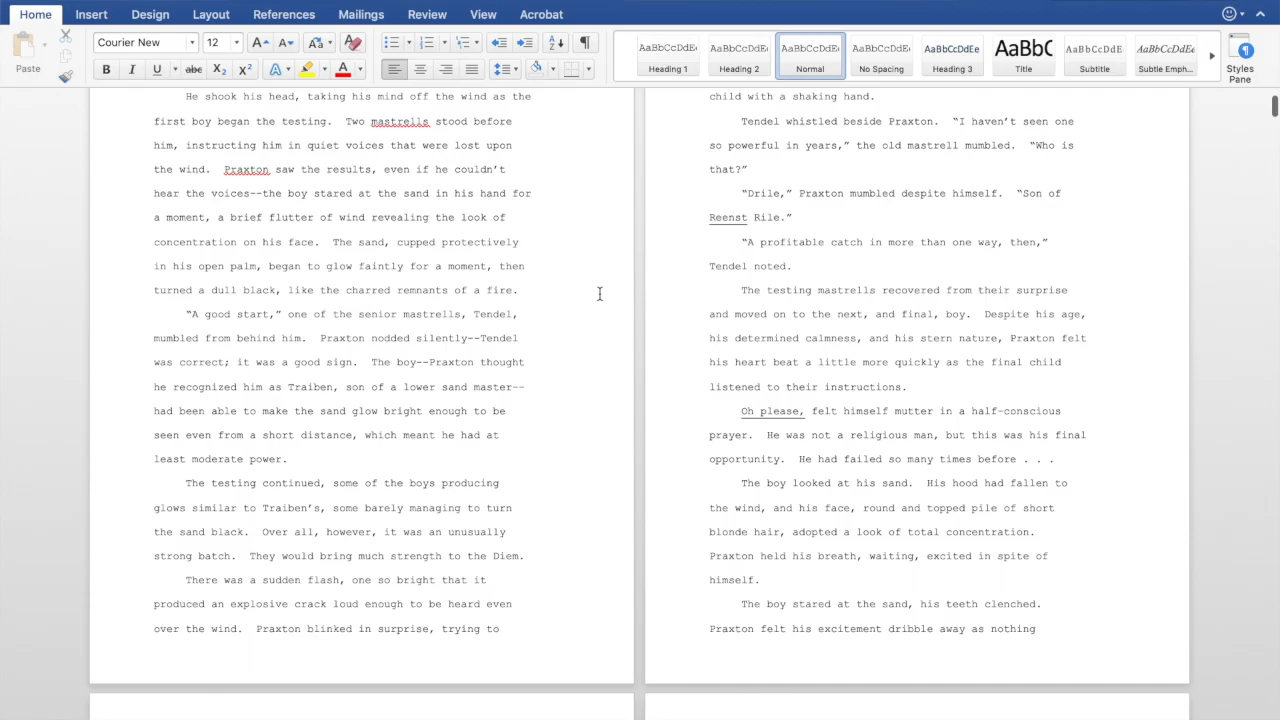 Home Insert Design Layout References Mailings Review View Acrobat
Paste
Courier New 12
B I U abc X2 X2 A A
AaBbCcDdEe AaBbCcDdEe AaBbCcDdEe AaBbCcDdEe AaBbCcDdEe AaBbC AaBbCcDdEe AaBbCcDdEe
Heading 1 Heading 2 Normal No Spacing Heading 3 Title Subtitle Subtle Emph... Styles Pane
He shook his head, taking his mind off the wind as the
first boy began the testing.  Two mastrells stood before
him, instructing him in quiet voices that were lost upon
the wind.  Praxton saw the results, even if he couldn’t
hear the voices--the boy stared at the sand in his hand for
a moment, a brief flutter of wind revealing the look of
concentration on his face.  The sand, cupped protectively
in his open palm, began to glow faintly for a moment, then
turned a dull black, like the charred remnants of a fire.
“A good start,” one of the senior mastrells, Tendel,
mumbled from behind him.  Praxton nodded silently--Tendel
was correct; it was a good sign.  The boy--Praxton thought
he recognized him as Traiben, son of a lower sand master--
had been able to make the sand glow bright enough to be
seen even from a short distance, which meant he had at
least moderate power.
The testing continued, some of the boys producing
glows similar to Traiben’s, some barely managing to turn
the sand black.  Over all, however, it was an unusually
strong batch.  They would bring much strength to the Diem.
There was a sudden flash, one so bright that it
produced an explosive crack loud enough to be heard even
over the wind.  Praxton blinked in surprise, trying to
child with a shaking hand.
Tendel whistled beside Praxton.  “I haven’t seen one
so powerful in years,” the old mastrell mumbled.  “Who is
that?”
“Drile,” Praxton mumbled despite himself.  “Son of
Reenst Rile.”
“A profitable catch in more than one way, then,”
Tendel noted.
The testing mastrells recovered from their surprise
and moved on to the next, and final, boy.  Despite his age,
his determined calmness, and his stern nature, Praxton felt
his heart beat a little more quickly as the final child
listened to their instructions.
Oh please, felt himself mutter in a half-conscious
prayer.  He was not a religious man, but this was his final
opportunity.  He had failed so many times before . . .
The boy looked at his sand.  His hood had fallen to
the wind, and his face, round and topped pile of short
blonde hair, adopted a look of total concentration.
Praxton held his breath, waiting, excited in spite of
himself.
The boy stared at the sand, his teeth clenched.
Praxton felt his excitement dribble away as nothing